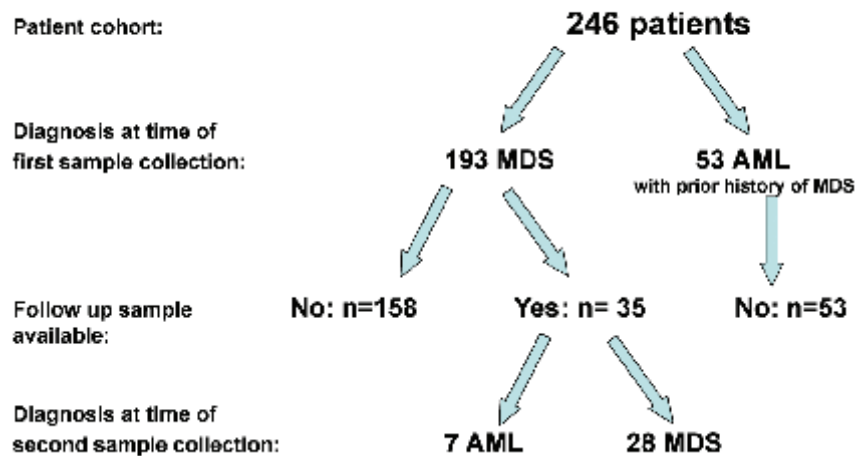 Patient cohort:
246 patients
Diagnosis at time of
first sample collection:
193 MDS
53 AML
with prior history of MDS
Follow up sample
available:
No: n=158
Yes: n= 35
No: n=53
Diagnosis at time of
second sample collection:
7 AML
28 MDS